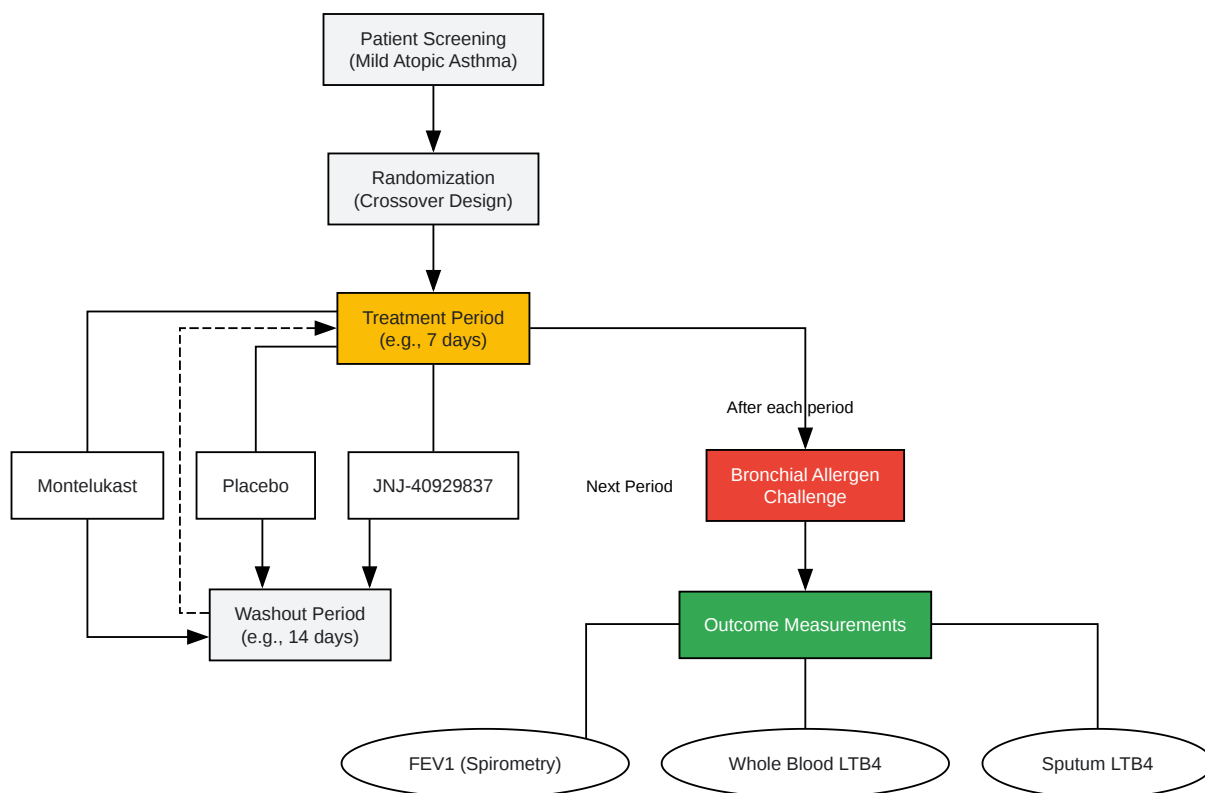 Patient Screening
(Mild Atopic Asthma)
Randomization
(Crossover Design)
Treatment Period
(e.g., 7 days)
After each period
Montelukast
Placebo
JNJ-40929837
Next Period
Bronchial Allergen
Challenge
Washout Period
(e.g., 14 days)
Outcome Measurements
FEV1 (Spirometry)
Whole Blood LTB4
Sputum LTB4